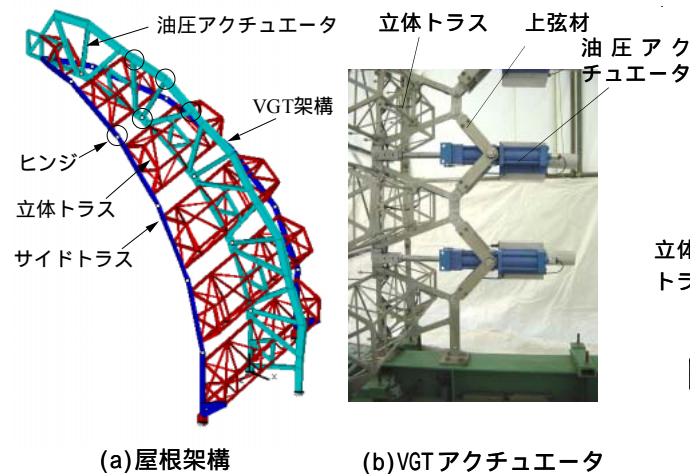 油圧アクチュエータ
VGT架構
ヒンジ
立体トラス
サイドトラス
x
(a)屋根架構
立体トラス
上弦材
油圧アク
チュエータ
立体
トラ
(b)VGTアクチュエータ